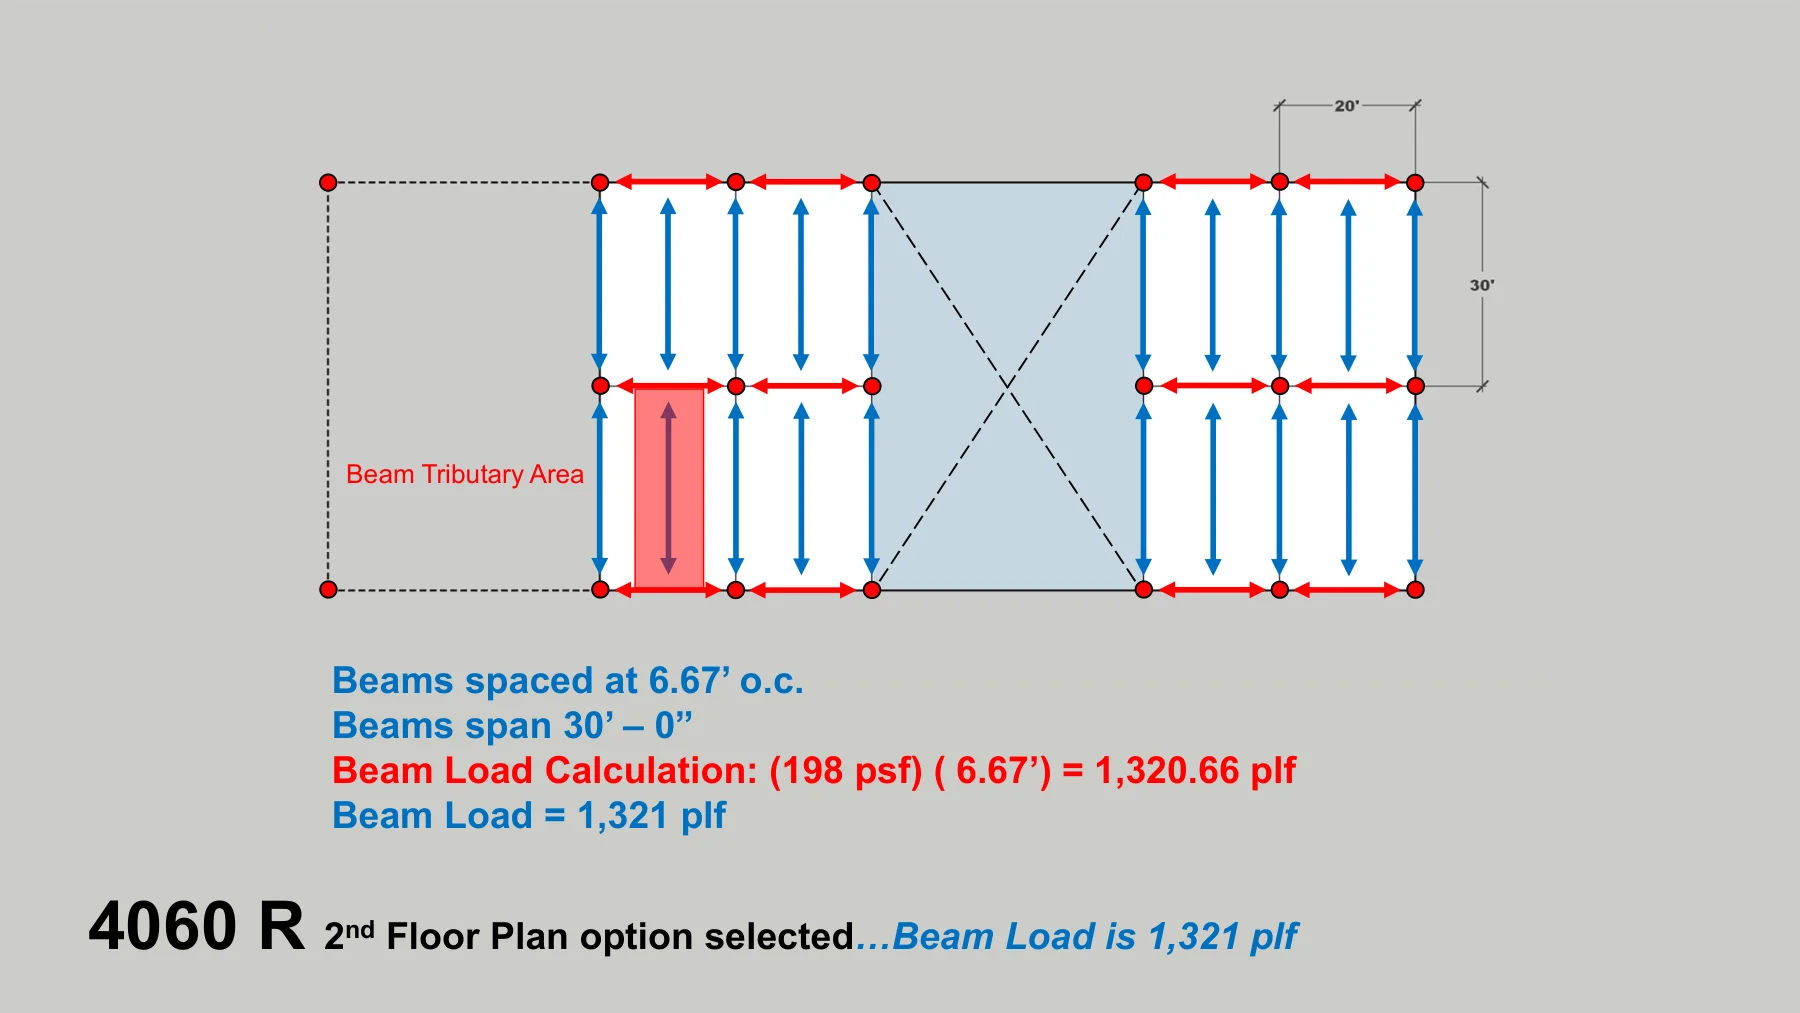 20'
30'
Beam Tributary Area
Beams spaced at 6.67’ o.c.
Beams span 30’ – 0”
Beam Load Calculation: (198 psf) ( 6.67’) = 1,320.66 plf
Beam Load = 1,321 plf
4060 R 2nd Floor Plan option selected…Beam Load is 1,321 plf